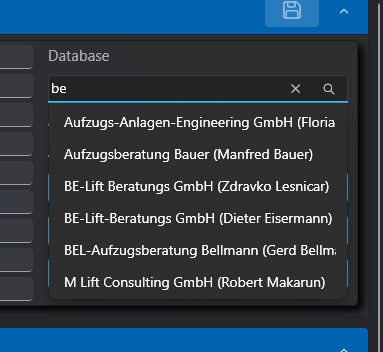 Database
be
Aufzugs-Anlagen-Engineering GmbH (Floria
Aufzugsberatung Bauer (Manfred Bauer)
BE-Lift Beratungs GmbH (Zdravko Lesnicar)
BE-Lift-Beratungs GmbH (Dieter Eisermann)
BEL-Aufzugsberatung Bellmann (Gerd Bellma
M Lift Consulting GmbH (Robert Makarun)